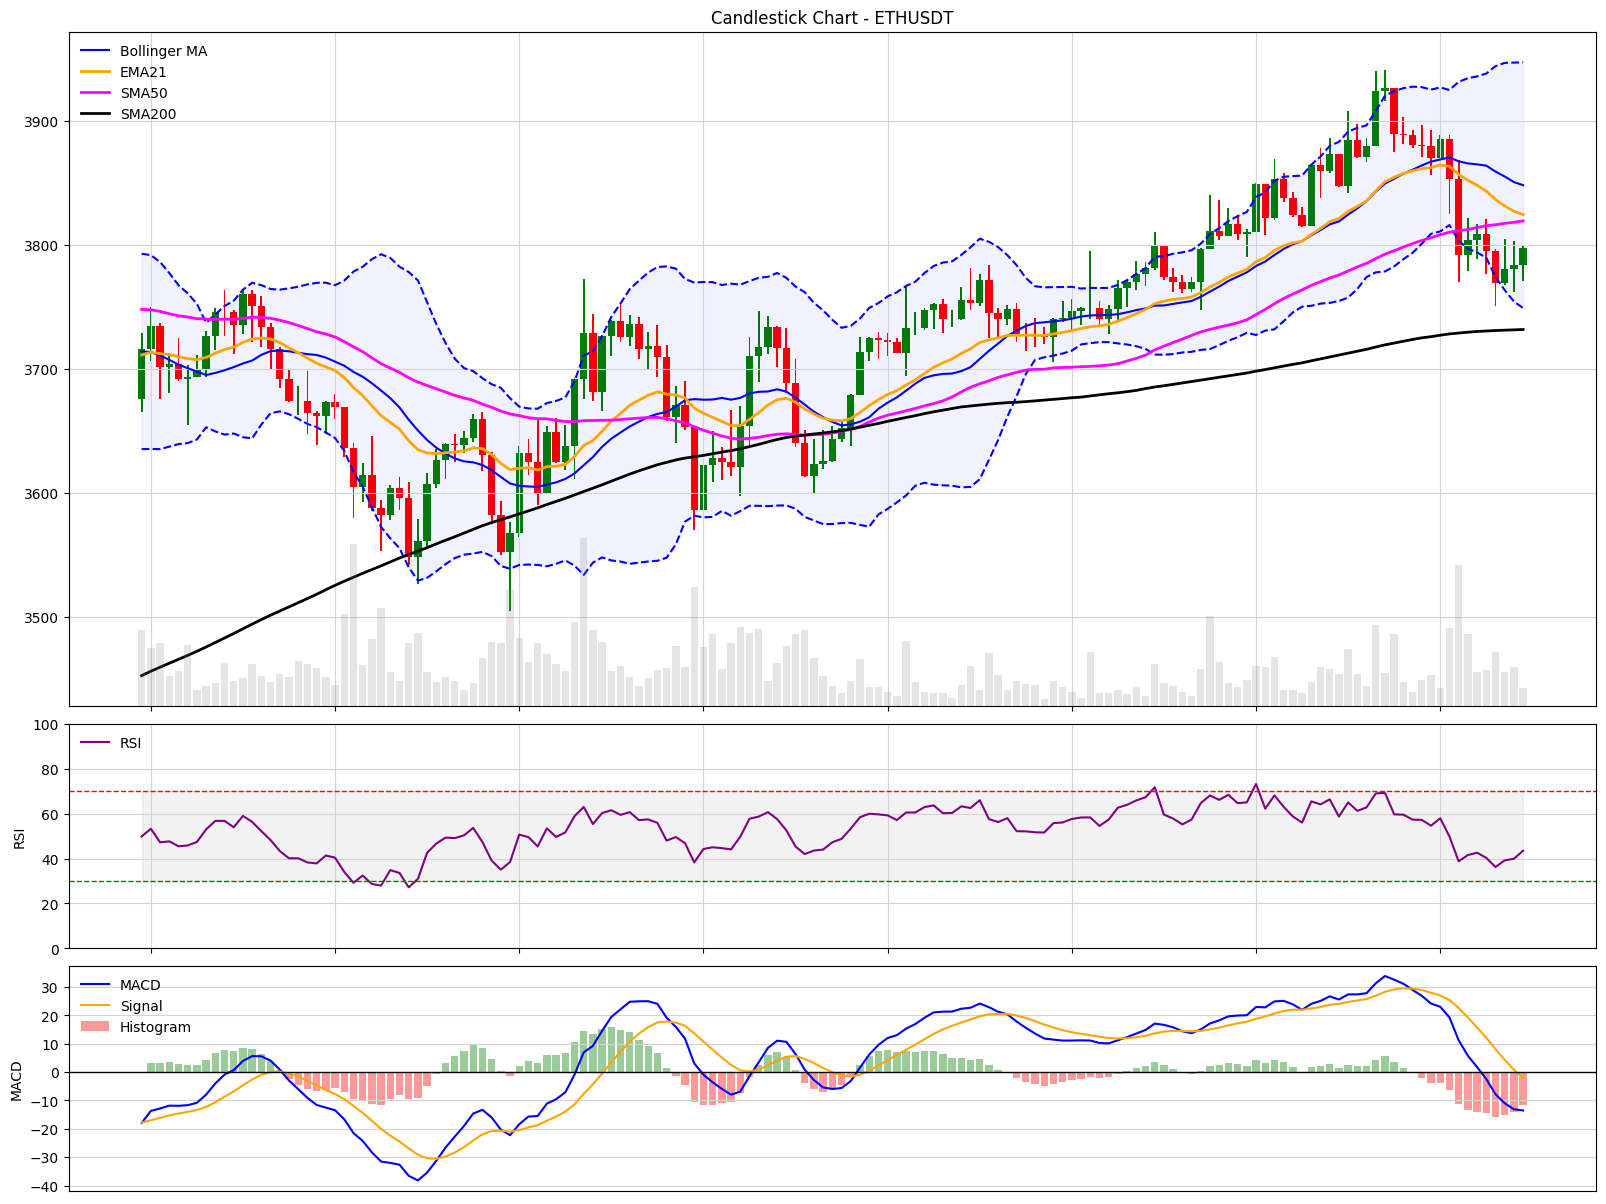 Candlestick Chart - ETHUSDT
Bollinger MA
EMA21
SMA50
SMA200
3900
3800
3700
3600
3500
RSI
100
80
60
40
20
0
RSI
MACD
Signal
Histogram
30
20
10
0
−10
−20
−30
−40
MACD